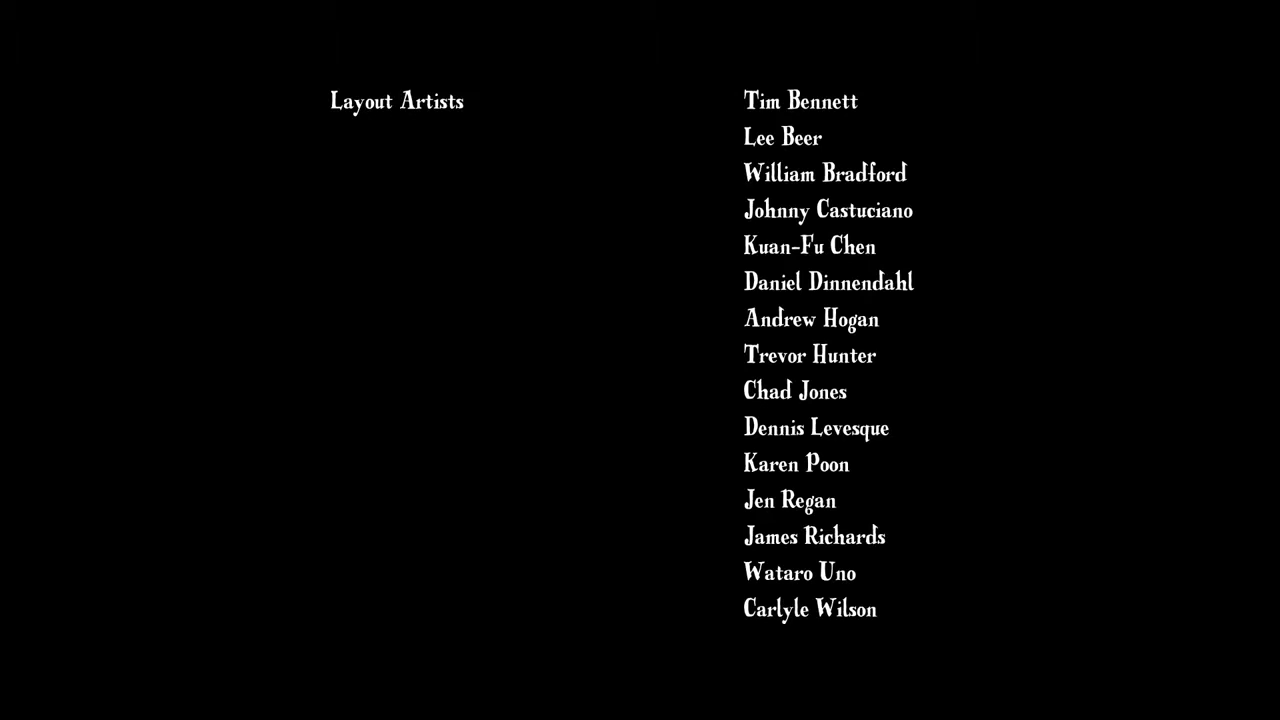 Layout Artists
Tim Bennett
Lee Beer
William Bradford
Johnny Castuciano
Kuan-Fu Chen
Daniel Dinnendahl
Andrew Hogan
Trevor Hunter
Chad Jones
Dennis Levesque
Karen Poon
Jen Regan
James Richards
Wataro Uno
Carlyle Wilson